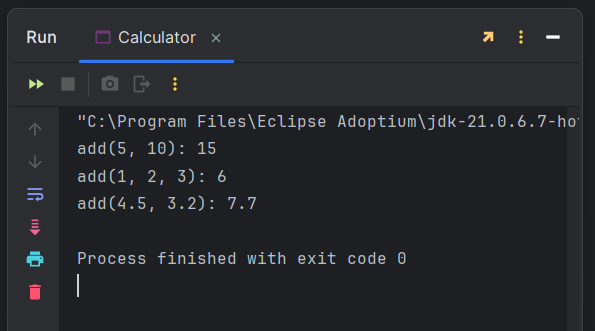 Run Calculator
"C:\Program Files\Eclipse Adoptium\jdk-21.0.6.7-ho
add(5, 10): 15
add(1, 2, 3): 6
add(4.5, 3.2): 7.7
Process finished with exit code 0